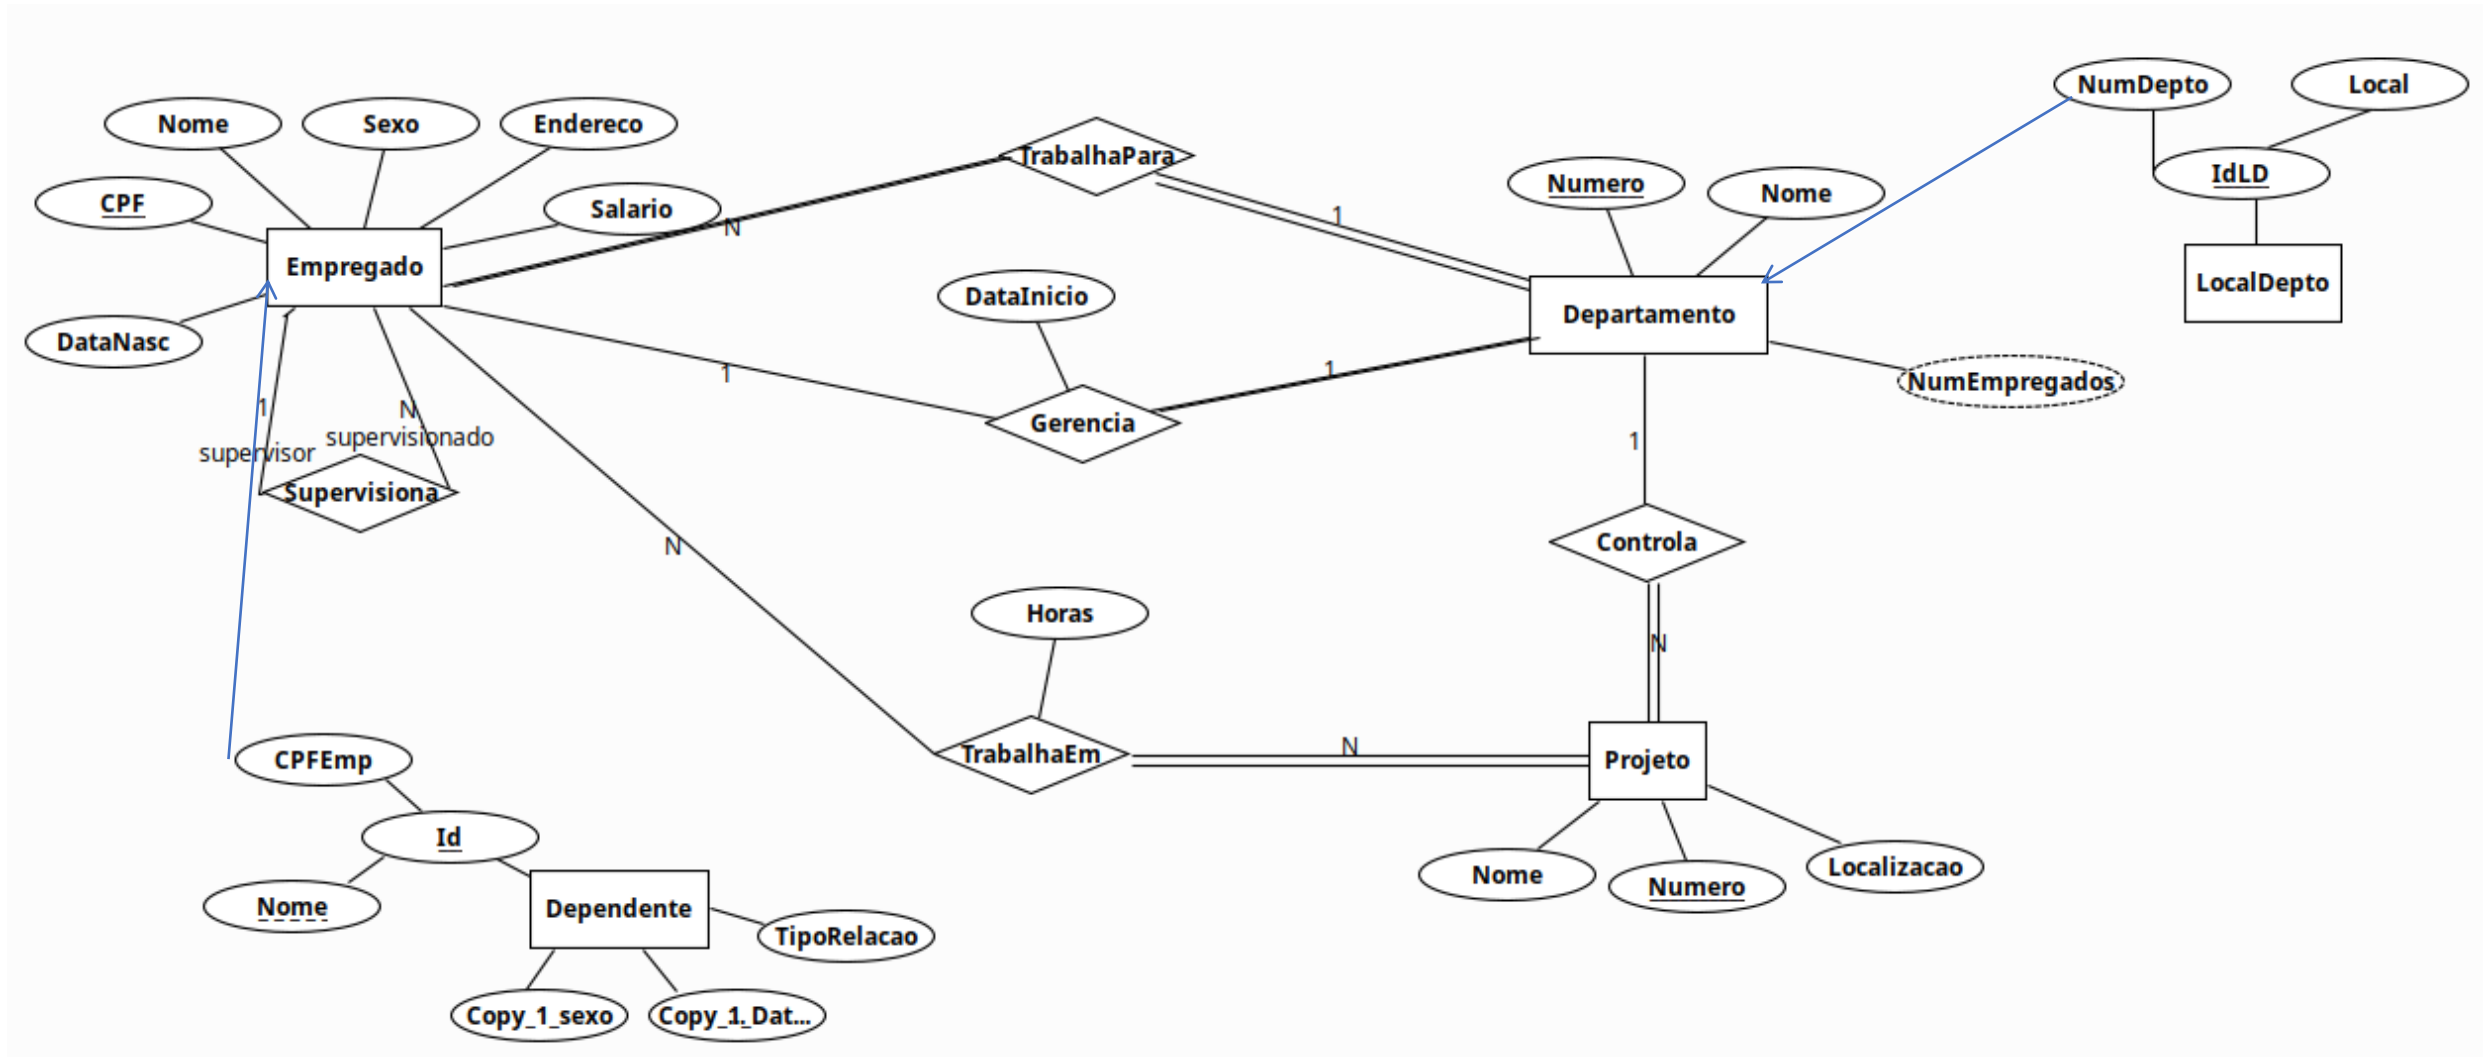 NumDepto
Local
Nome
Sexo
Endereco
TrabalhaPara
IdLD
CPF
Salario
Numero
Nome
N
1
Empregado
DataInicio
LocalDepto
Departamento
DataNasc
1
1
NumEmpregados
1
N
supervisionado
supervisor
Gerencia
1
Supervisiona
N
Controla
Horas
N
CPFEmp
TrabalhaEm
N
Projeto
Id
Nome
Nome
Numero
Localizacao
Dependente
TipoRelacao
Copy_1_sexo
Copy_1_Dat...